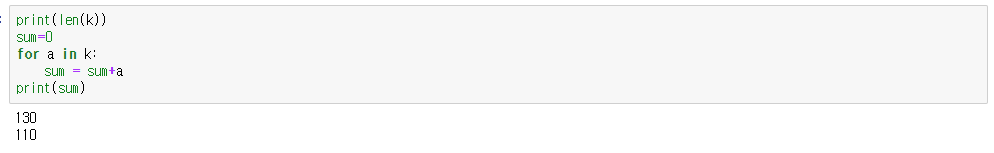 print(len(k))
sum=0
for a in k:
    sum = sum+a
print(sum)
130
110